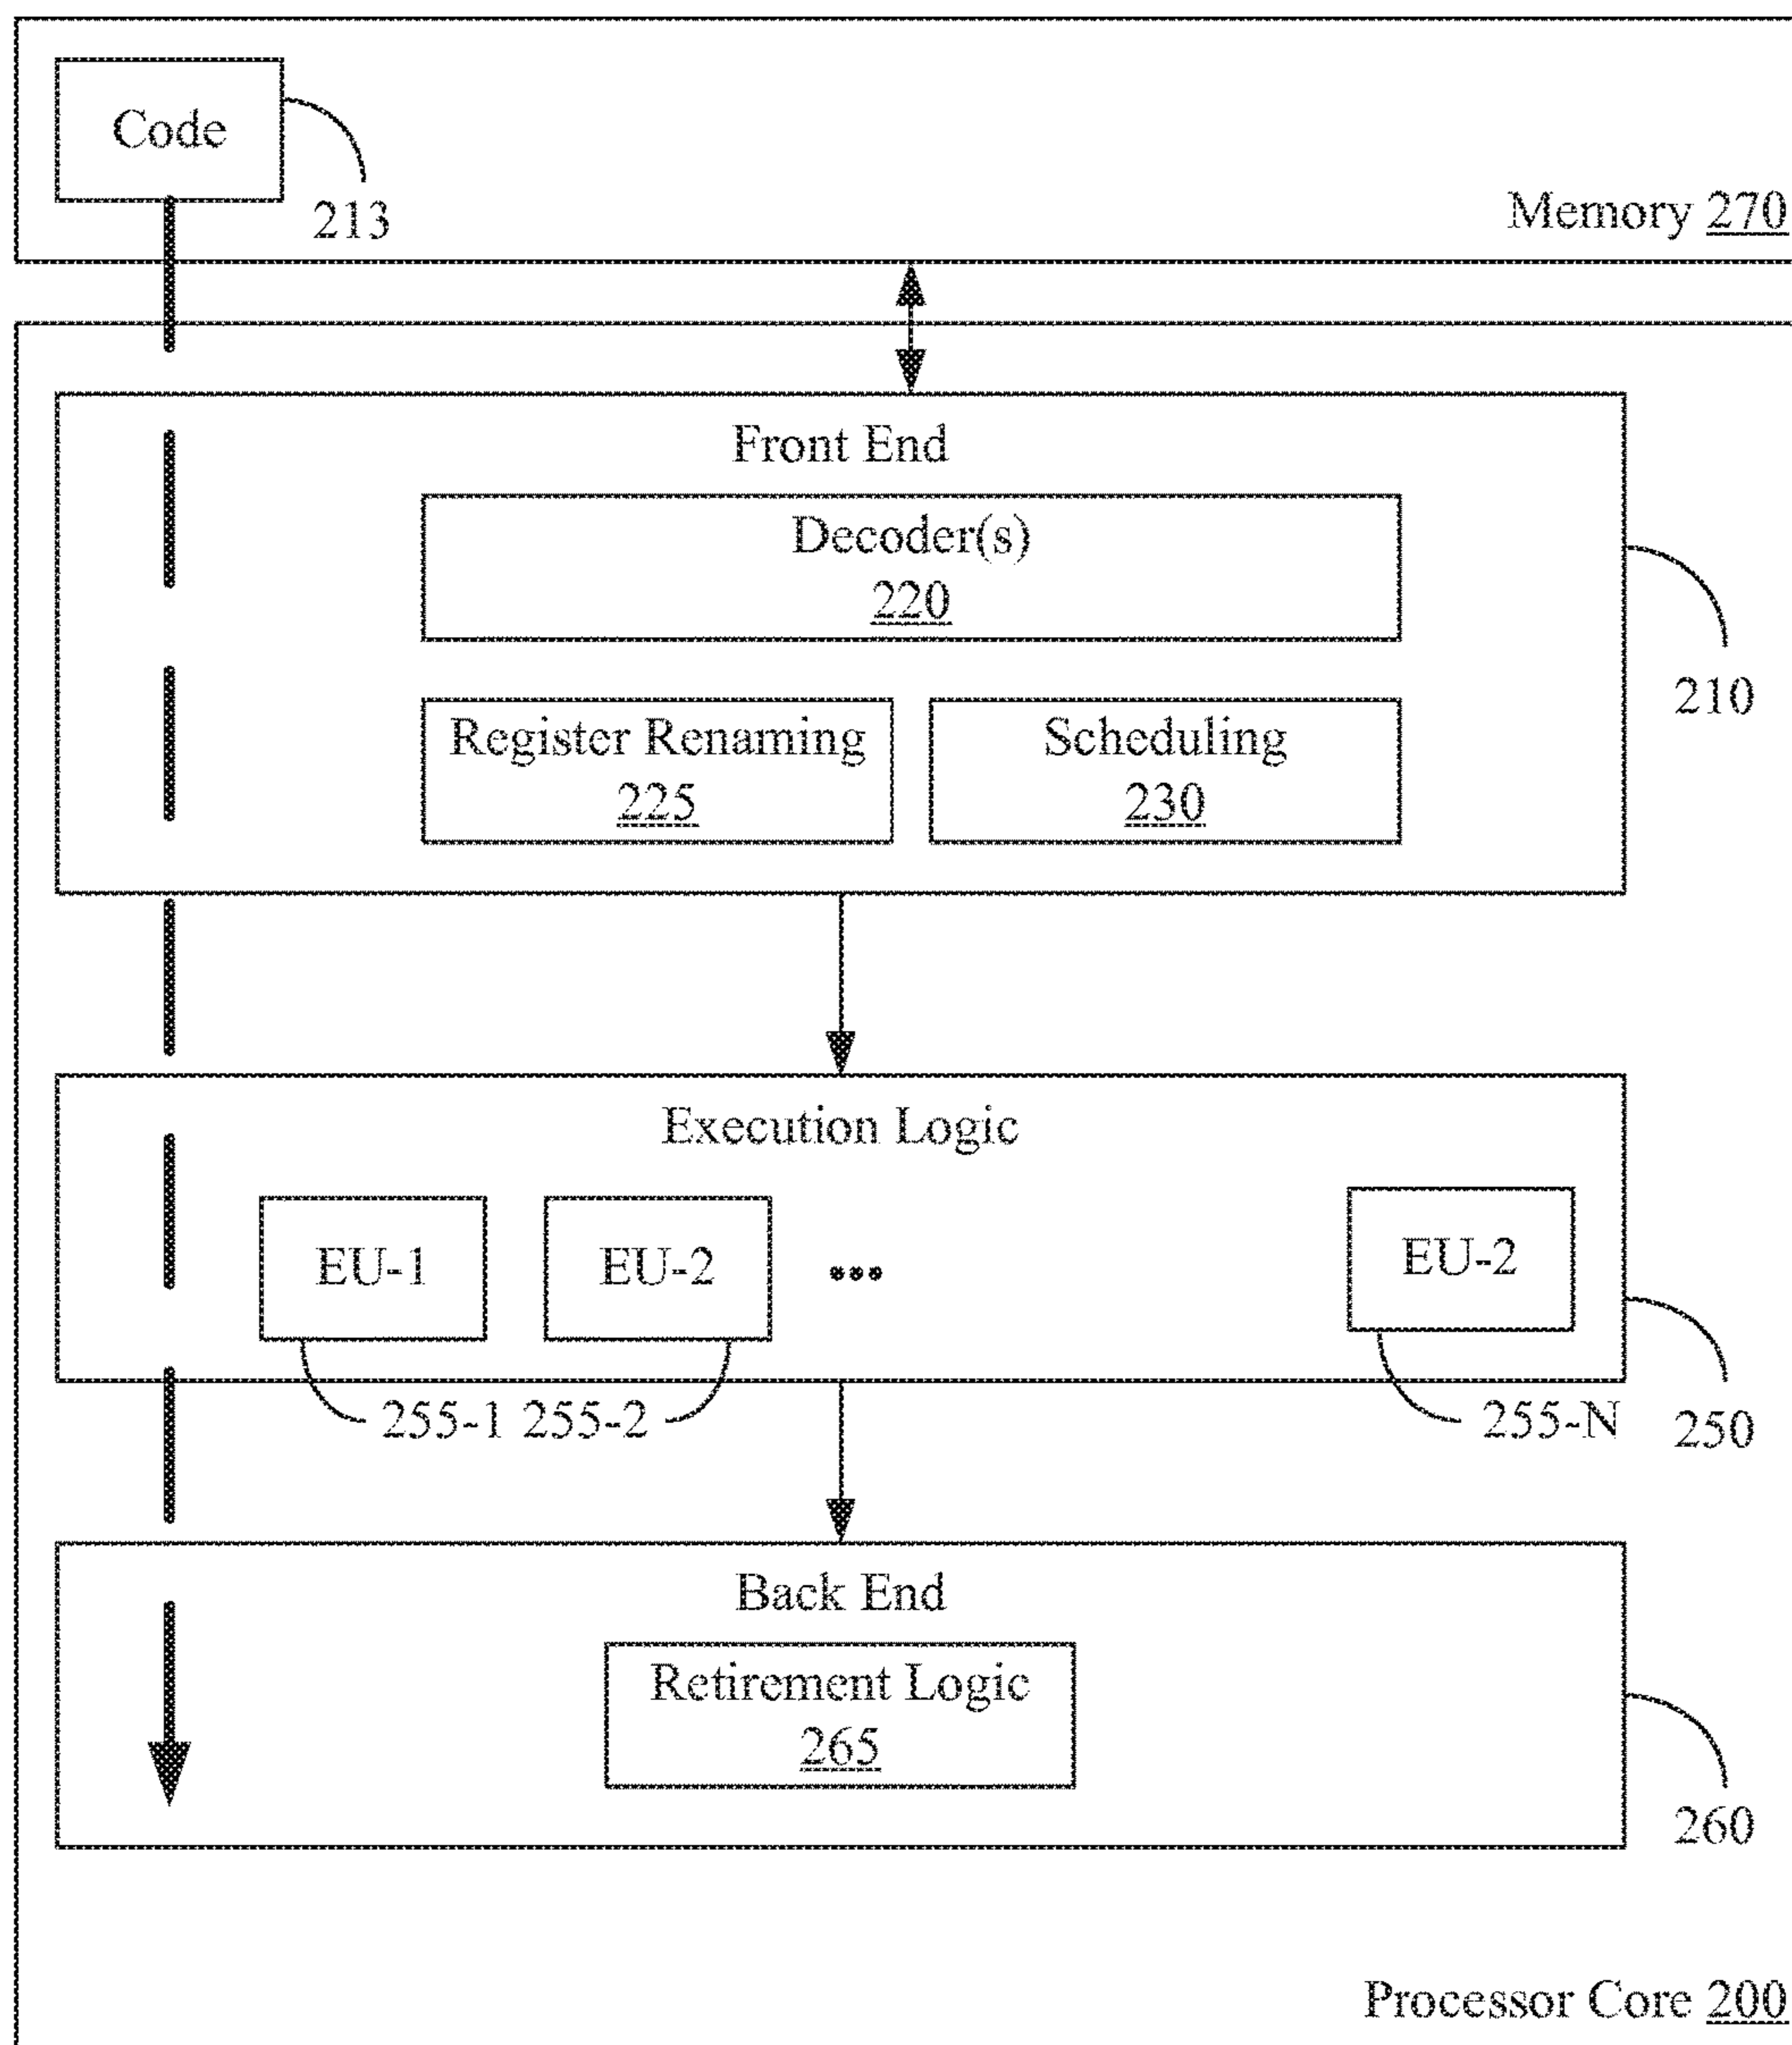 Code
213
Memory 270
Front End
Decoder(s)
220
210
Register Renaming
225
Scheduling
230
Execution Logic
EU-1
EU-2
•••
EU-2
255-1 255-2
255-N
250
Back End
Retirement Logic
265
260
Processor Core 200